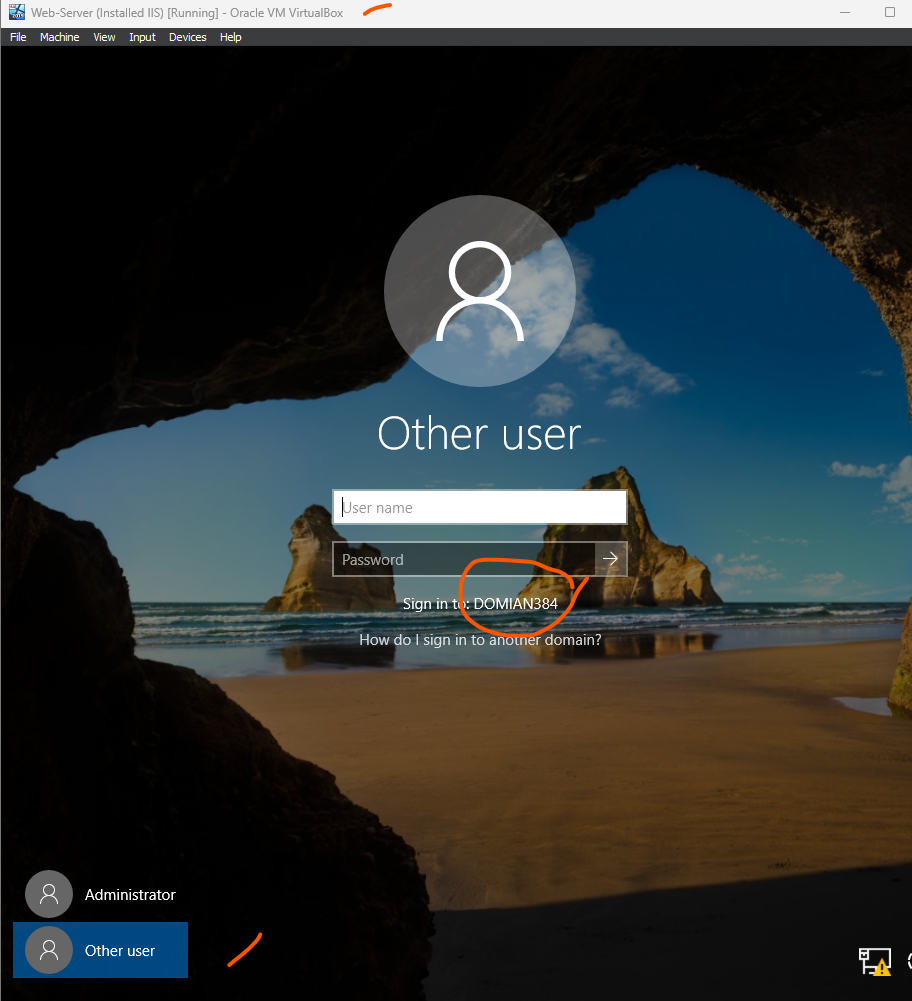 Web-Server (Installed IIS) [Running] - Oracle VM VirtualBox
File Machine View Input Devices Help
Other user
User name
Password
Sign in to: DOMIAN384
How do I sign in to another domain?
Administrator
Other user